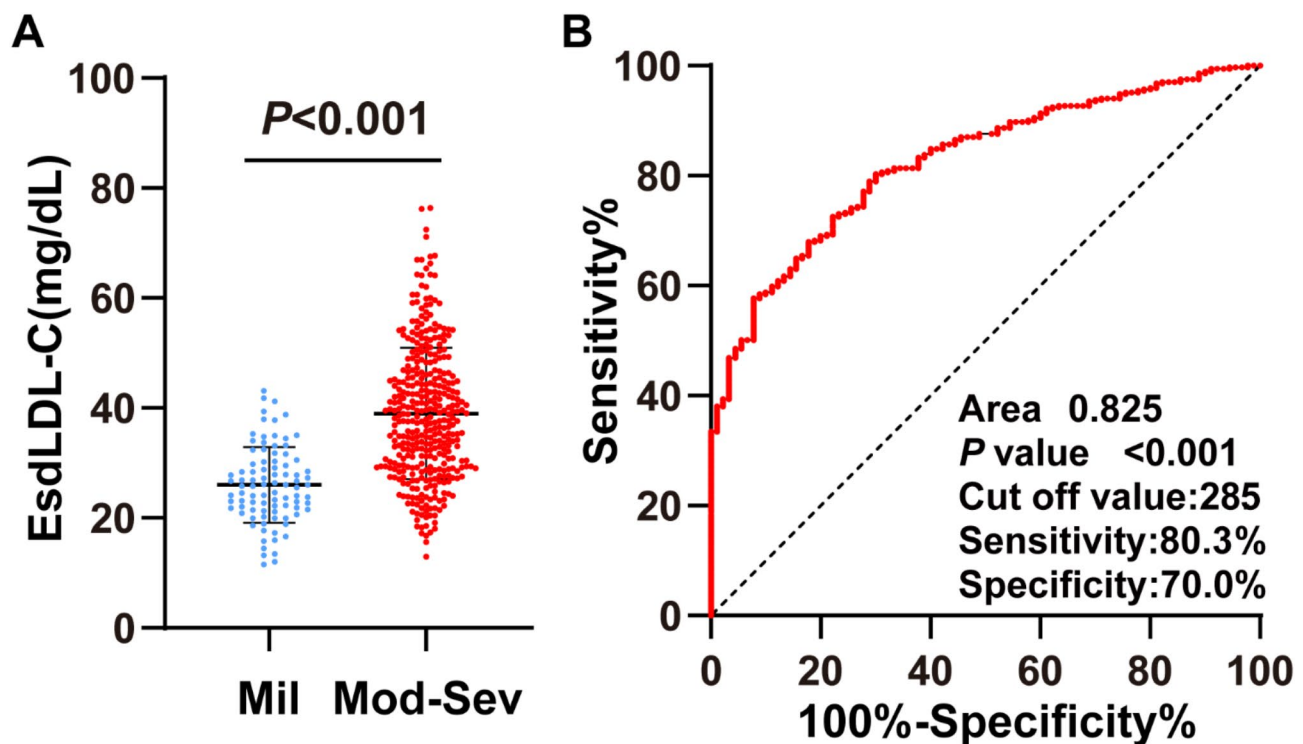 A
P<0.001
EsdLDL-C(mg/dL)
100
80
60
40
20
0
Mil Mod-Sev
B
Sensitivity%
100
80
60
40
20
0
Area 0.825
P value <0.001
Cut off value:285
Sensitivity:80.3%
Specificity:70.0%
0 20 40 60 80 100
100%-Specificity%